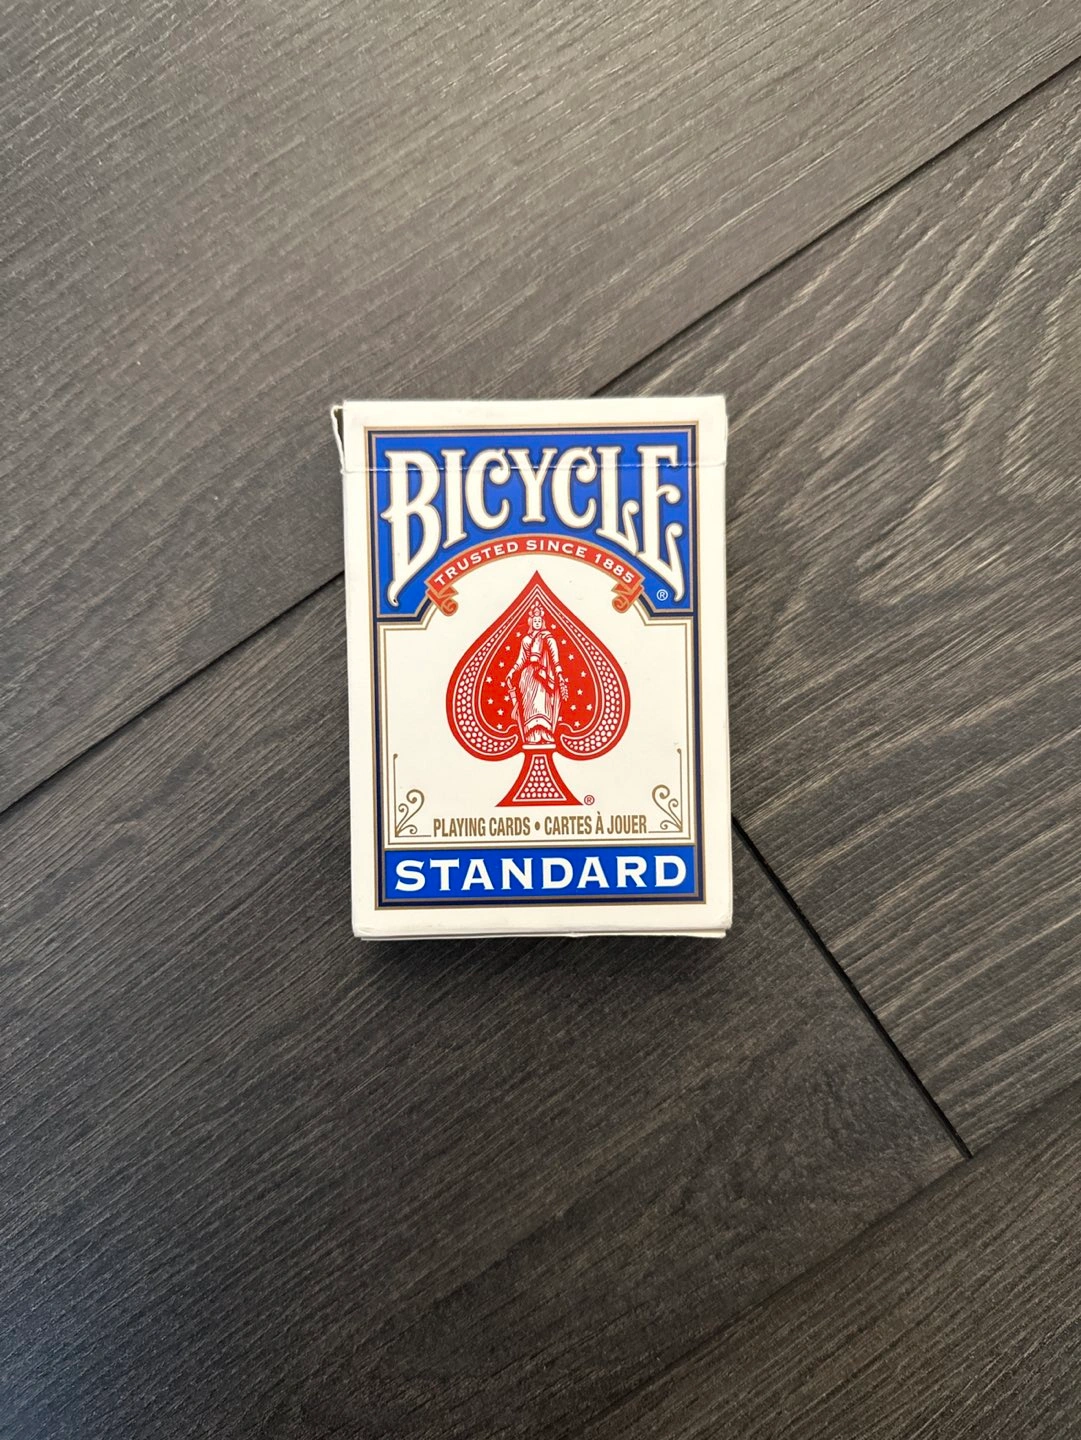 BICYCLE
TRUSTED SINCE 1885
®
®
PLAYING CARDS • CARTES À JOUER
STANDARD